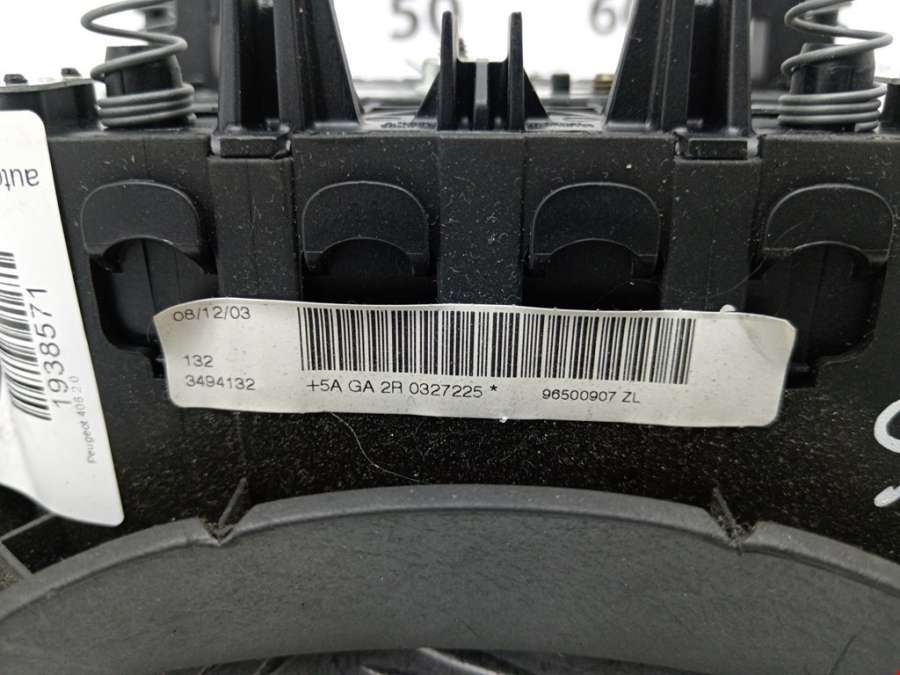 50
60
auto
1938571
Peugeot 406 2.0
08/12/03
132
3494132
+5A GA 2R 0327225 *
96500907 ZL